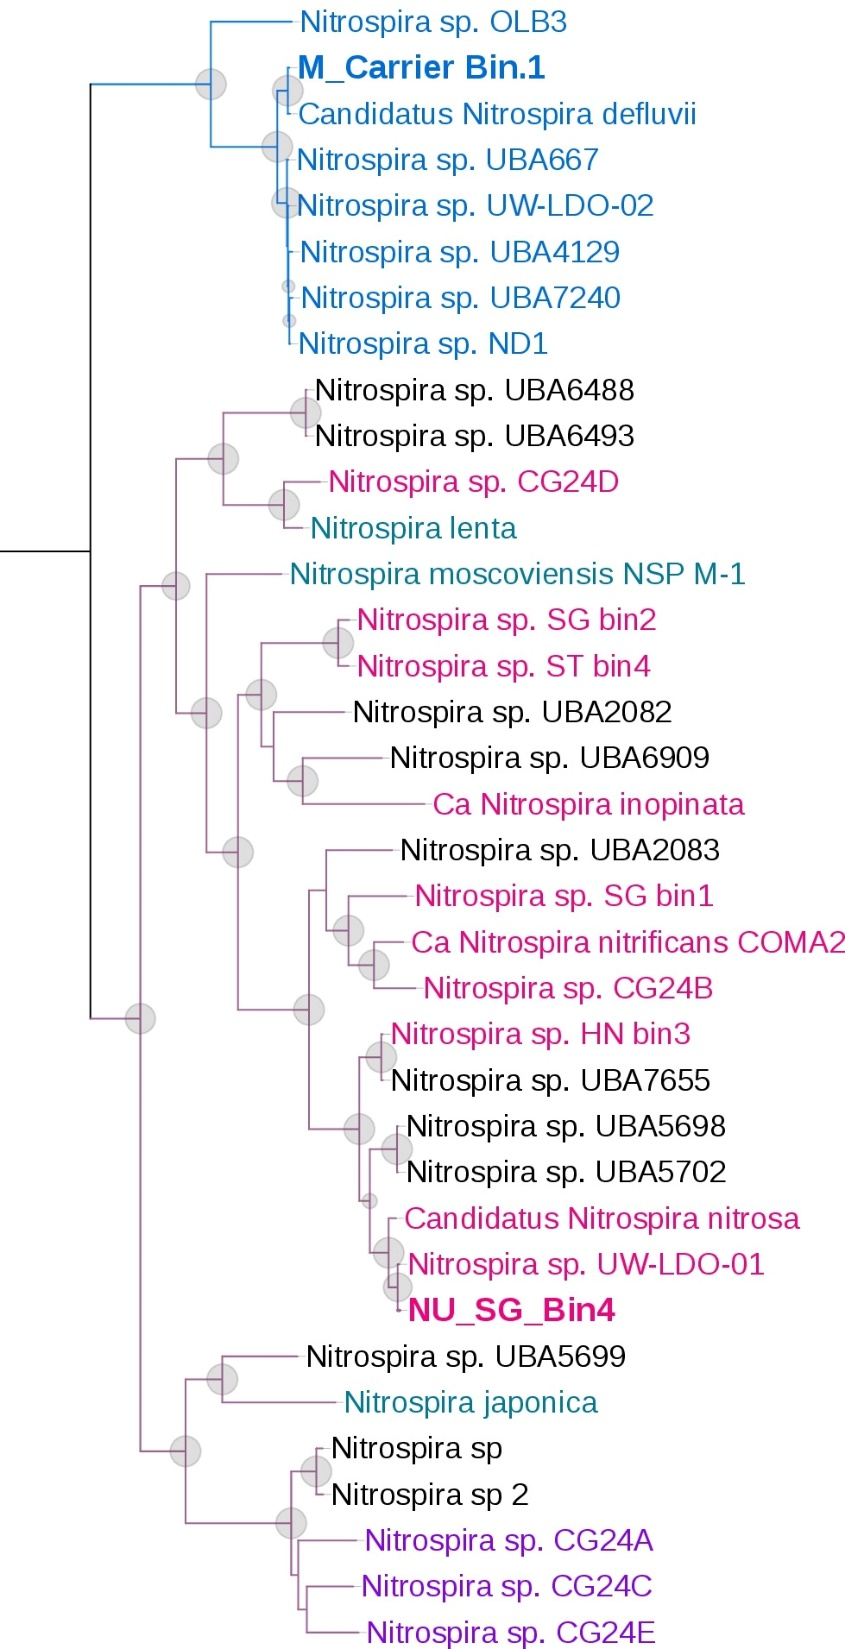 Nitrospira sp. OLB3
M_Carrier Bin.1
Candidatus Nitrospira defluvii
Nitrospira sp. UBA667
Nitrospira sp. UW-LDO-02
Nitrospira sp. UBA4129
Nitrospira sp. UBA7240
Nitrospira sp. ND1
Nitrospira sp. UBA6488
Nitrospira sp. UBA6493
Nitrospira sp. CG24D
Nitrospira lenta
Nitrospira moscoviensis NSP M-1
Nitrospira sp. SG bin2
Nitrospira sp. ST bin4
Nitrospira sp. UBA2082
Nitrospira sp. UBA6909
Ca Nitrospira inopinata
Nitrospira sp. UBA2083
Nitrospira sp. SG bin1
Ca Nitrospira nitrificans COMA2
Nitrospira sp. CG24B
Nitrospira sp. HN bin3
Nitrospira sp. UBA7655
Nitrospira sp. UBA5698
Nitrospira sp. UBA5702
Candidatus Nitrospira nitrosa
Nitrospira sp. UW-LDO-01
NU_SG_Bin4
Nitrospira sp. UBA5699
Nitrospira japonica
Nitrospira sp
Nitrospira sp 2
Nitrospira sp. CG24A
Nitrospira sp. CG24C
Nitrospira sp. CG24E